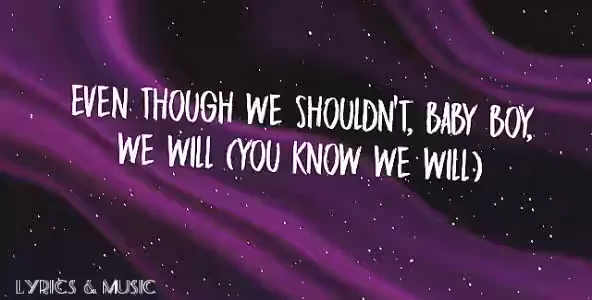 EVEN THOUGH WE SHOULDN'T, BABY BOY,
WE WILL (YOU KNOW WE WILL)
LYRICS & MUSIC